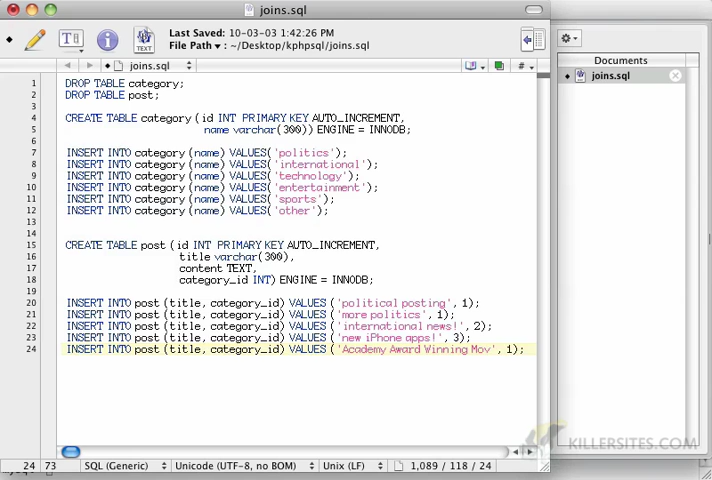 joins.sql
Last Saved: 10-03-03 1:42:26 PM
File Path ▾ : ~/Desktop/kphpsql/joins.sql
TEXT
joins.sql
#
Documents
joins.sql
1 DROP TABLE category;
2 DROP TABLE post;
3
4 CREATE TABLE category (id INT PRIMARY KEY AUTO_INCREMENT,
5 name varchar(300)) ENGINE = INNODB;
6
7 INSERT INTO category (name) VALUES('politics');
8 INSERT INTO category (name) VALUES('international');
9 INSERT INTO category (name) VALUES('technology');
10 INSERT INTO category (name) VALUES('entertainment');
11 INSERT INTO category (name) VALUES('sports');
12 INSERT INTO category (name) VALUES('other');
13
14
15 CREATE TABLE post (id INT PRIMARY KEY AUTO_INCREMENT,
16 title varchar(300),
17 content TEXT,
18 category_id INT) ENGINE = INNODB;
19
20 INSERT INTO post (title, category_id) VALUES ('political posting', 1);
21 INSERT INTO post (title, category_id) VALUES ('more politics', 1);
22 INSERT INTO post (title, category_id) VALUES ('international news!', 2);
23 INSERT INTO post (title, category_id) VALUES ('new iPhone apps!', 3);
24 INSERT INTO post (title, category_id) VALUES ('Academy Award Winning Mov', 1);
KILLERSITES.COM
24 73 SQL (Generic) Unicode (UTF-8, no BOM) Unix (LF) 1,089 / 118 / 24